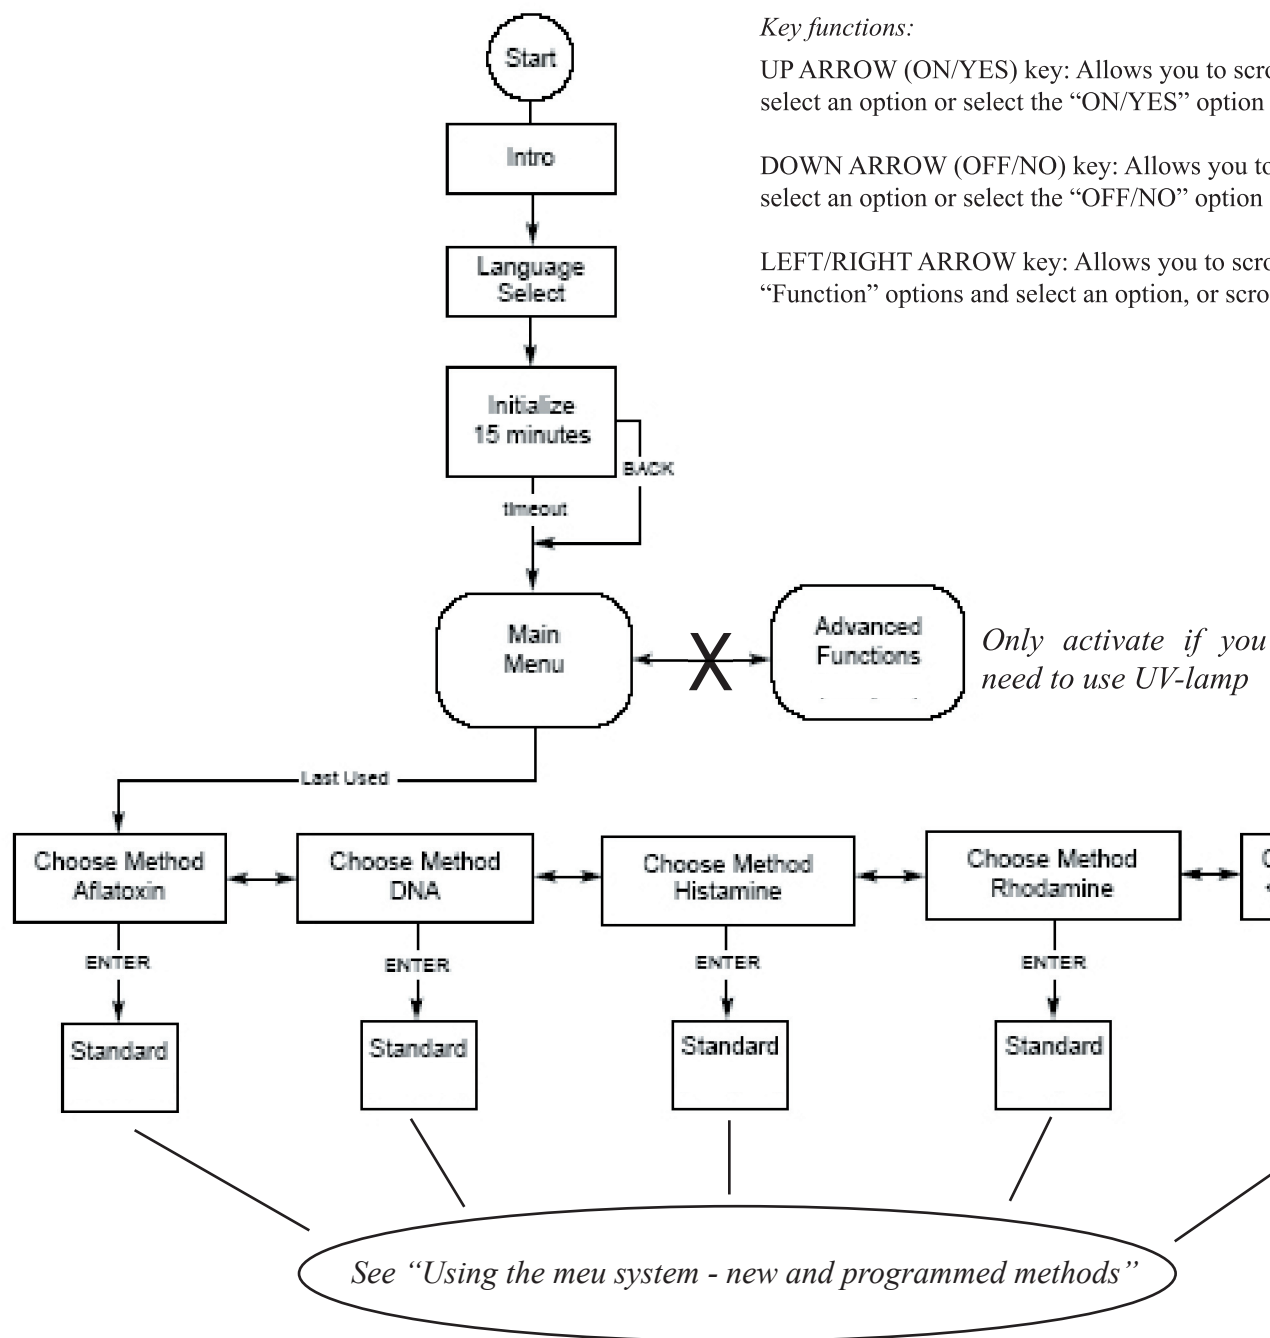 Start
Intro
Language
Select
Initialize
15 minutes
BACK
timeout
Key functions:
UP ARROW (ON/YES) key: Allows you to scro
select an option or select the “ON/YES” option
DOWN ARROW (OFF/NO) key: Allows you to
select an option or select the “OFF/NO” option
LEFT/RIGHT ARROW key: Allows you to scro
“Function” options and select an option, or scro
Main
Menu
X
Advanced
Functions
Only activate if you
need to use UV-lamp
Last Used
Choose Method
Aflatoxin
Choose Method
DNA
Choose Method
Histamine
Choose Method
Rhodamine
C
ENTER
ENTER
ENTER
ENTER
Standard
Standard
Standard
Standard
See “Using the meu system - new and programmed methods”